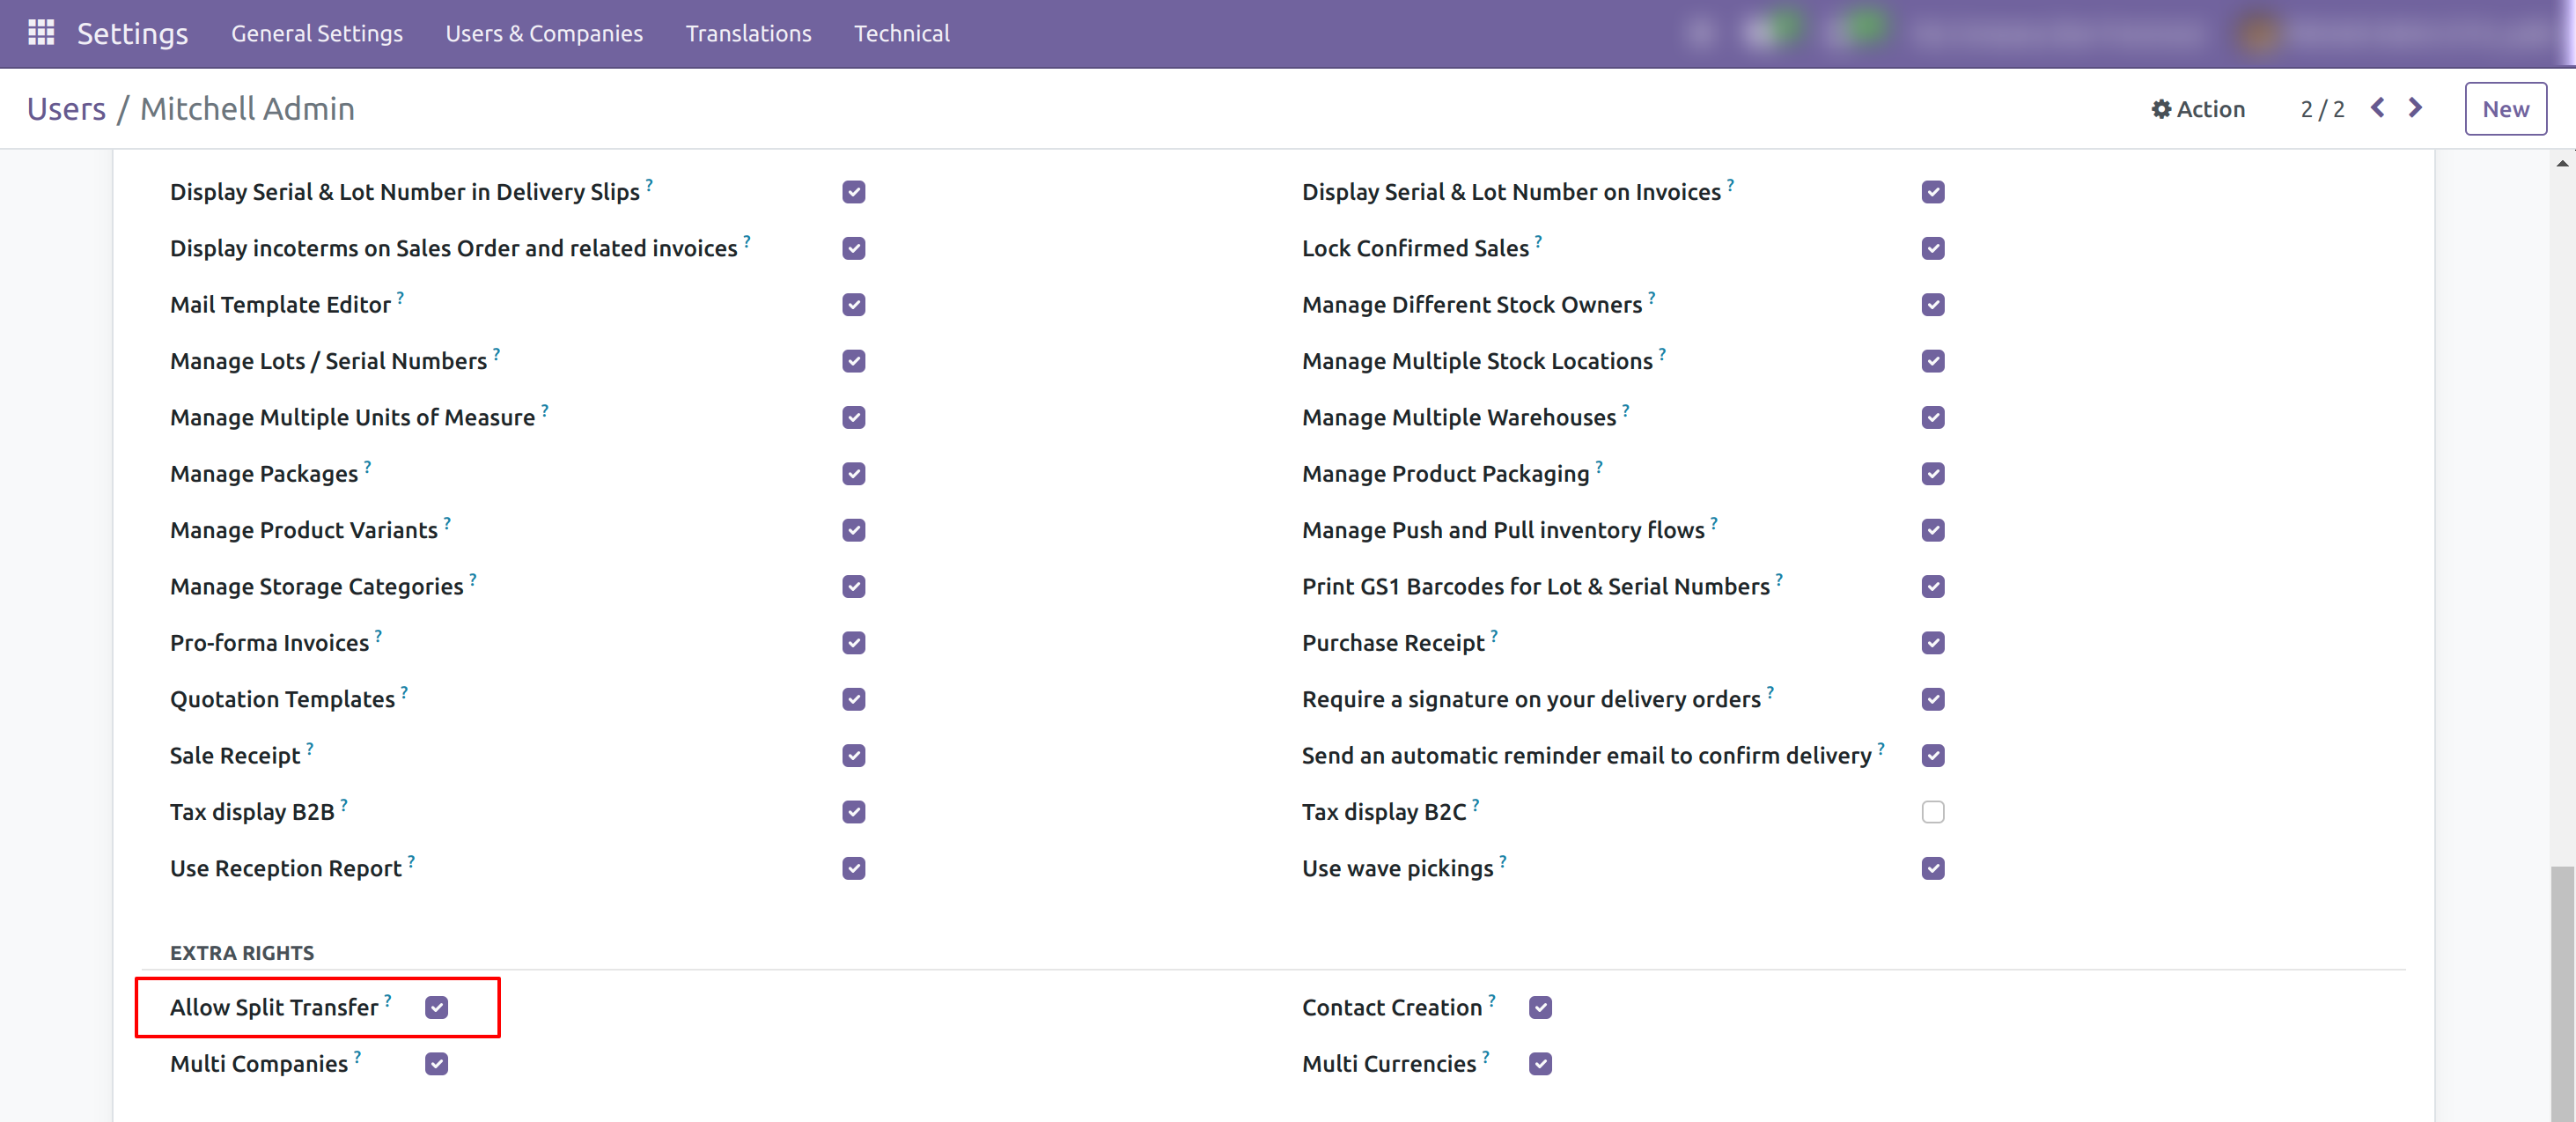 Settings General Settings Users & Companies Translations Technical
Users / Mitchell Admin Action 2 / 2 New
Display Serial & Lot Number in Delivery Slips ? Display Serial & Lot Number on Invoices ?
Display incoterms on Sales Order and related invoices ? Lock Confirmed Sales ?
Mail Template Editor ? Manage Different Stock Owners ?
Manage Lots / Serial Numbers ? Manage Multiple Stock Locations ?
Manage Multiple Units of Measure ? Manage Multiple Warehouses ?
Manage Packages ? Manage Product Packaging ?
Manage Product Variants ? Manage Push and Pull inventory flows ?
Manage Storage Categories ? Print GS1 Barcodes for Lot & Serial Numbers ?
Pro-forma Invoices ? Purchase Receipt ?
Quotation Templates ? Require a signature on your delivery orders ?
Sale Receipt ? Send an automatic reminder email to confirm delivery ?
Tax display B2B ? Tax display B2C ?
Use Reception Report ? Use wave pickings ?
EXTRA RIGHTS
Allow Split Transfer ? Contact Creation ?
Multi Companies ? Multi Currencies ?